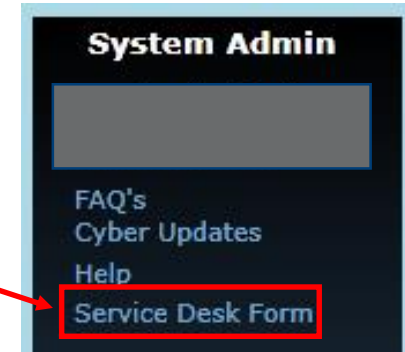 System Admin
FAQ's
Cyber Updates
Help
Service Desk Form